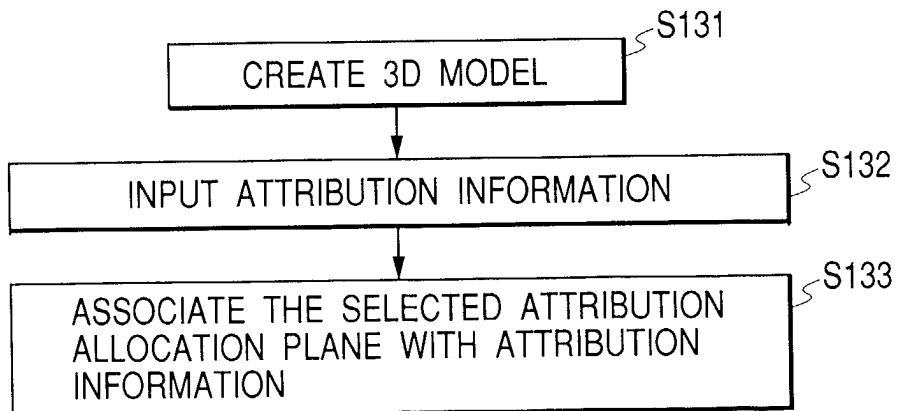 S131
CREATE 3D MODEL
S132
INPUT ATTRIBUTION INFORMATION
S133
ASSOCIATE THE SELECTED ATTRIBUTION
ALLOCATION PLANE WITH ATTRIBUTION
INFORMATION